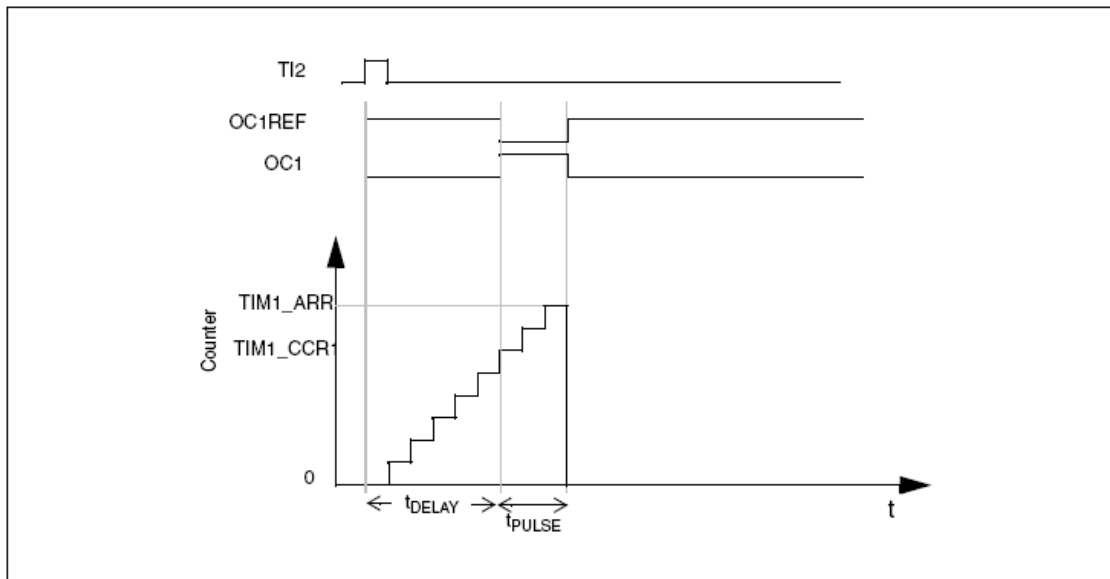 TI2
OC1REF
OC1
TIM1_ARR
TIM1_CCR1
Counter
0
tDELAY
tPULSE
t